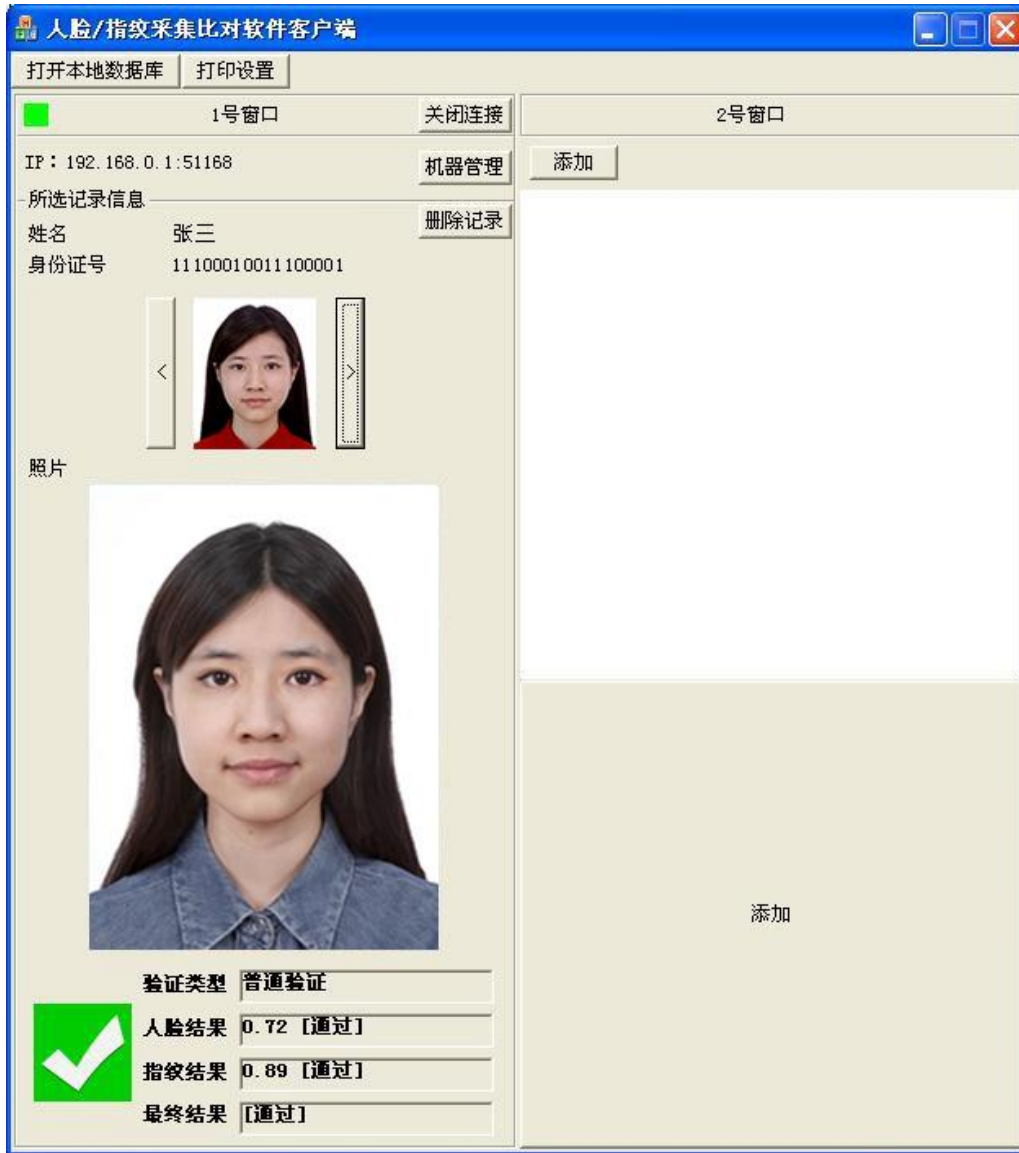 人脸/指纹采集比对软件客户端
打开本地数据库 打印设置
1号窗口 关闭连接
IP：192.168.0.1:51168 机器管理
所选记录信息
删除记录
姓名 张三
身份证号 11100010011100001
< >
照片
验证类型 普通验证
人脸结果 0.72 [通过]
指纹结果 0.89 [通过]
最终结果 [通过]
2号窗口
添加
添加